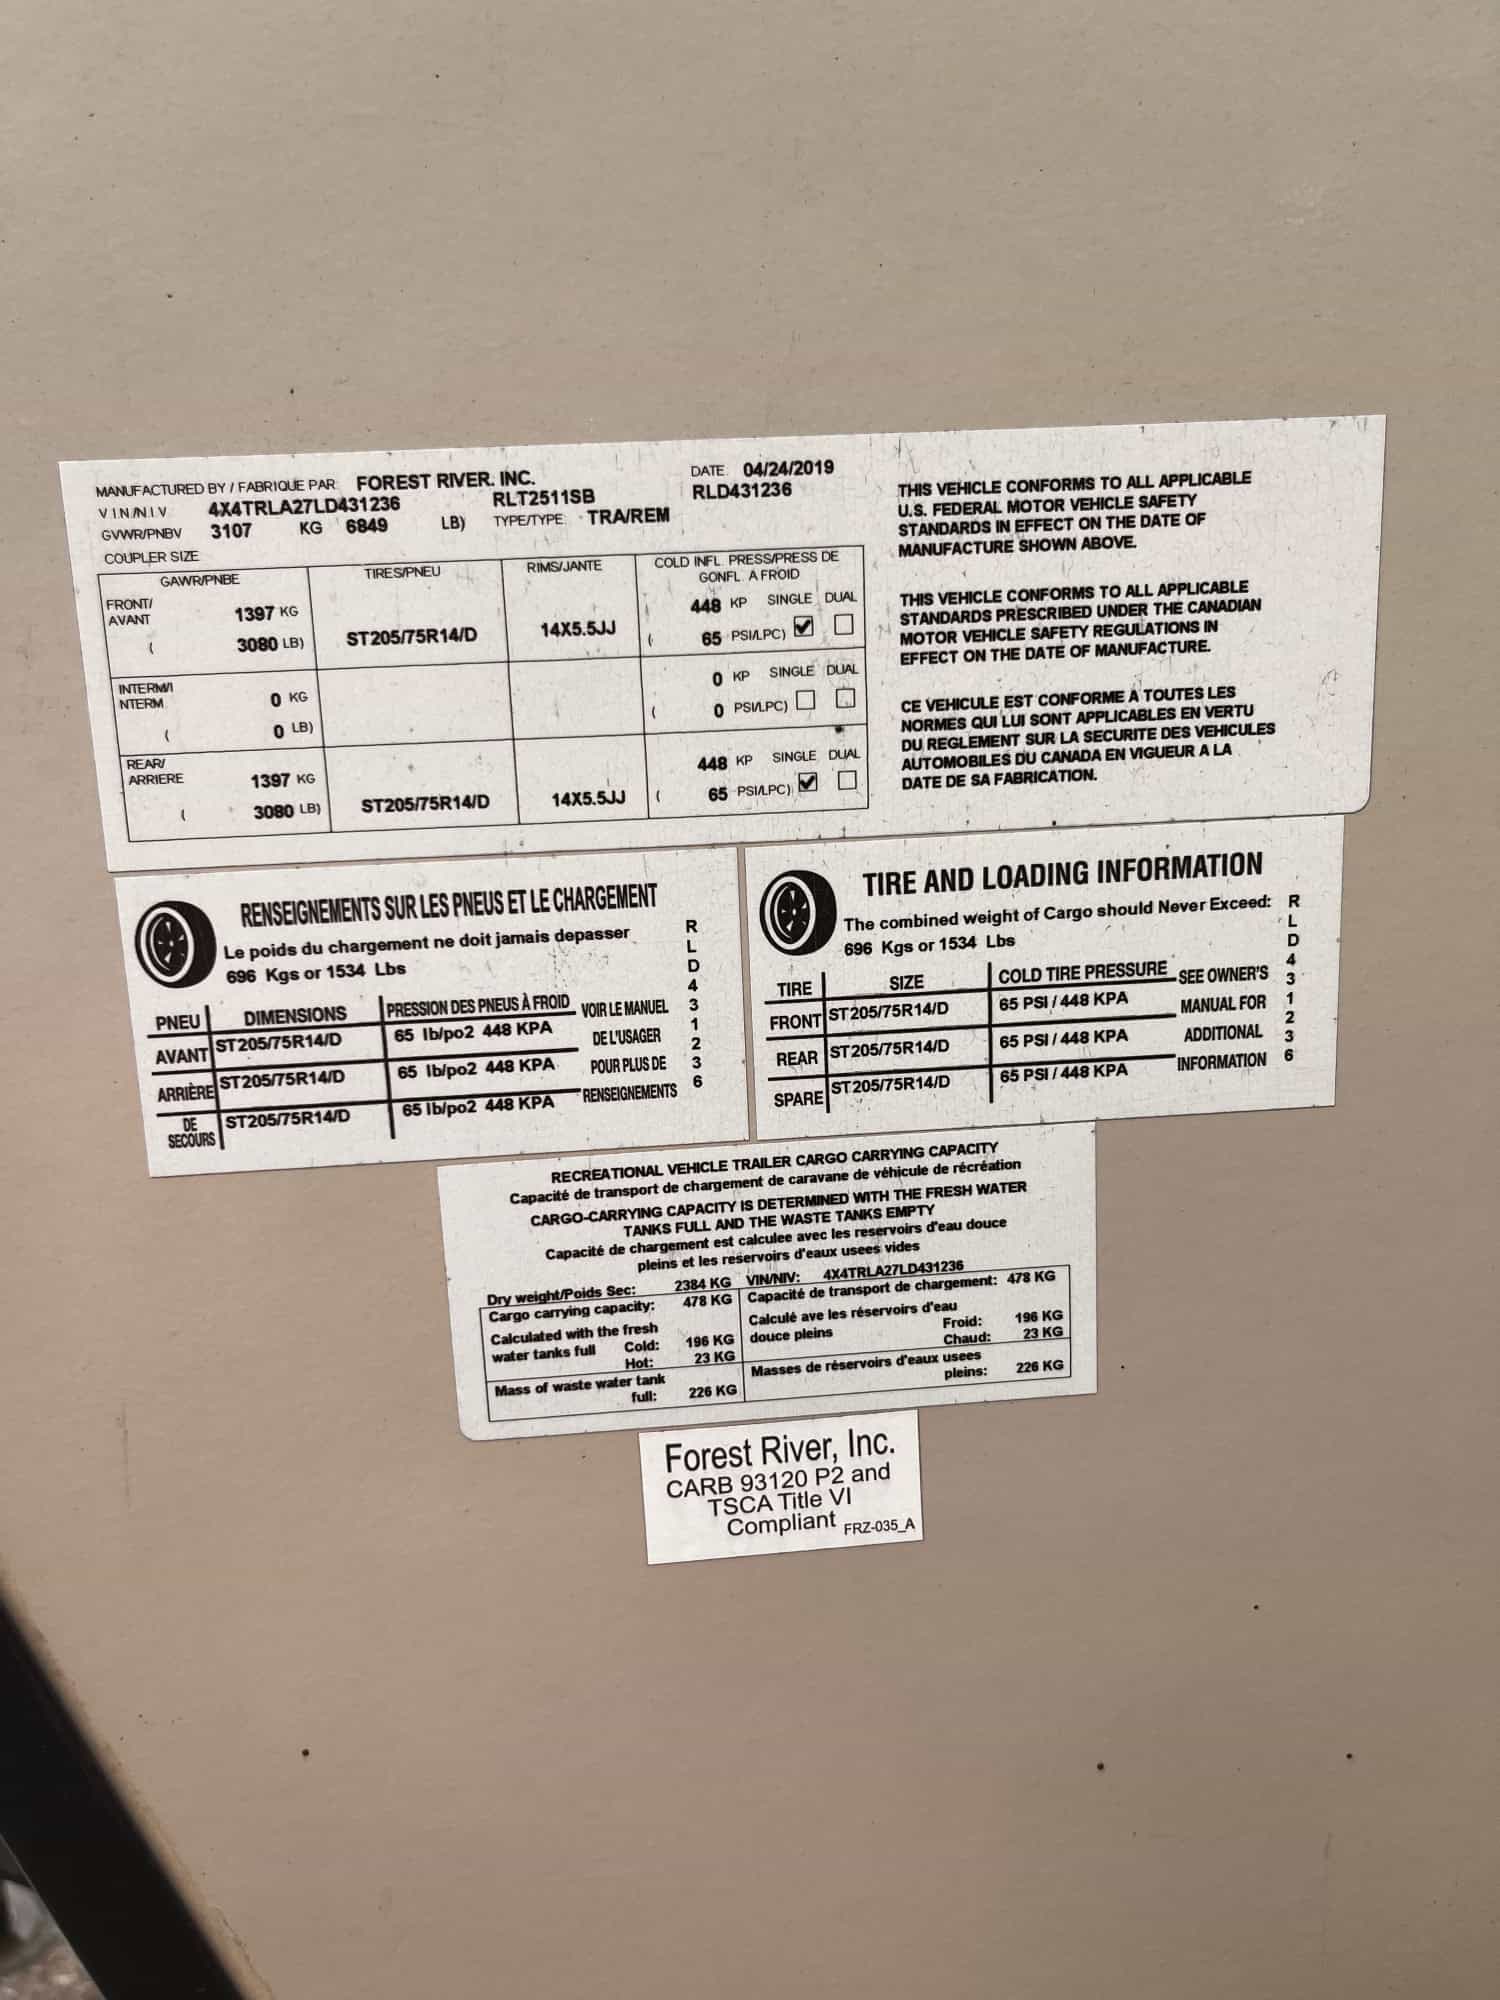 MANUFACTURED BY / FABRIQUE PAR FOREST RIVER. INC. DATE 04/24/2019
V I N /N I V 4X4TRLA27LD431236 RLT2511SB RLD431236
GVWR/PNBV 3107 KG 6849 LB) TYPE/TYPE: TRA/REM
COUPLER SIZE
GAWR/PNBE TIRES/PNEU RIMS/JANTE COLD INFL. PRESS/PRESS DE
GONFL. A FROID
FRONT/
AVANT 1397 KG 448 KP SINGLE DUAL
( 3080 LB) ST205/75R14/D 14X5.5JJ ( 65 PSI/LPC)
INTERM/I
NTERM 0 KG 0 KP SINGLE DUAL
( 0 LB) ( 0 PSI/LPC)
REAR/
ARRIERE 1397 KG 448 KP SINGLE DUAL
( 3080 LB) ST205/75R14/D 14X5.5JJ ( 65 PSI/LPC)
THIS VEHICLE CONFORMS TO ALL APPLICABLE
U.S. FEDERAL MOTOR VEHICLE SAFETY
STANDARDS IN EFFECT ON THE DATE OF
MANUFACTURE SHOWN ABOVE.
THIS VEHICLE CONFORMS TO ALL APPLICABLE
STANDARDS PRESCRIBED UNDER THE CANADIAN
MOTOR VEHICLE SAFETY REGULATIONS IN
EFFECT ON THE DATE OF MANUFACTURE.
CE VEHICULE EST CONFORME A TOUTES LES
NORMES QUI LUI SONT APPLICABLES EN VERTU
DU REGLEMENT SUR LA SECURITE DES VEHICULES
AUTOMOBILES DU CANADA EN VIGUEUR A LA
DATE DE SA FABRICATION.
RENSEIGNEMENTS SUR LES PNEUS ET LE CHARGEMENT
Le poids du chargement ne doit jamais depasser
696 Kgs or 1534 Lbs
PNEU DIMENSIONS PRESSION DES PNEUS À FROID
AVANT ST205/75R14/D 65 lb/po2 448 KPA
ARRIÈRE ST205/75R14/D 65 lb/po2 448 KPA
DE
SECOURS ST205/75R14/D 65 lb/po2 448 KPA
VOIR LE MANUEL
DE L'USAGER
POUR PLUS DE
RENSEIGNEMENTS
R
L
D
4
3
1
2
3
6
TIRE AND LOADING INFORMATION
The combined weight of Cargo should Never Exceed:
696 Kgs or 1534 Lbs
TIRE SIZE COLD TIRE PRESSURE
FRONT ST205/75R14/D 65 PSI / 448 KPA
REAR ST205/75R14/D 65 PSI / 448 KPA
SPARE ST205/75R14/D 65 PSI / 448 KPA
SEE OWNER'S
MANUAL FOR
ADDITIONAL
INFORMATION
R
L
D
4
3
1
2
3
6
RECREATIONAL VEHICLE TRAILER CARGO CARRYING CAPACITY
Capacité de transport de chargement de caravane de véhicule de récréation
CARGO-CARRYING CAPACITY IS DETERMINED WITH THE FRESH WATER
TANKS FULL AND THE WASTE TANKS EMPTY
Capacité de chargement est calculee avec les reservoirs d'eau douce
pleins et les reservoirs d'eaux usees vides
Dry weight/Poids Sec: 2384 KG VIN/NIV: 4X4TRLA27LD431236
Cargo carrying capacity: 478 KG
Calculated with the fresh
water tanks full Cold: 196 KG
Hot: 23 KG
Mass of waste water tank
full: 226 KG
Capacité de transport de chargement: 478 KG
Calculé ave les réservoirs d'eau
douce pleins Froid: 196 KG
Chaud: 23 KG
Masses de réservoirs d'eaux usees
pleins: 226 KG
Forest River, Inc.
CARB 93120 P2 and
TSCA Title VI
Compliant FRZ-035_A